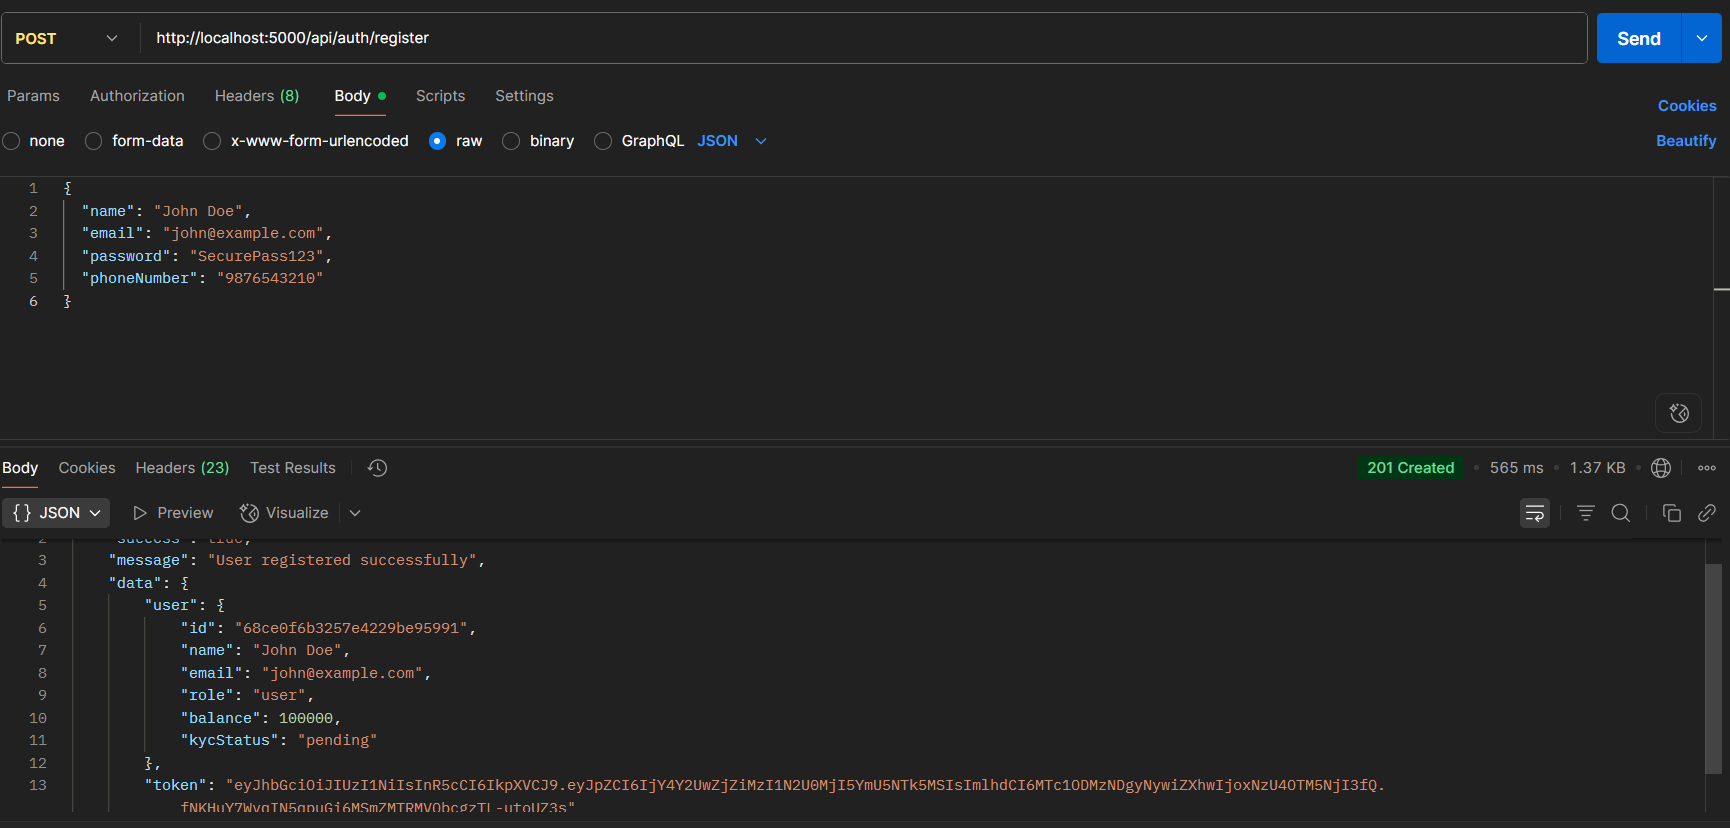 POST http://localhost:5000/api/auth/register Send
Params Authorization Headers (8) Body Scripts Settings
Cookies
none form-data x-www-form-urlencoded raw binary GraphQL JSON
Beautify
1 {
2 "name": "John Doe",
3 "email": "john@example.com",
4 "password": "SecurePass123",
5 "phoneNumber": "9876543210"
6 }
Body Cookies Headers (23) Test Results 201 Created • 565 ms • 1.37 KB
{} JSON Preview Visualize
2 "success": true,
3 "message": "User registered successfully",
4 "data": {
5 "user": {
6 "id": "68ce0f6b3257e4229be95991",
7 "name": "John Doe",
8 "email": "john@example.com",
9 "role": "user",
10 "balance": 100000,
11 "kycStatus": "pending"
12 },
13 "token": "eyJhbGciOiJIUzI1NiIsInR5cCI6IkpXVCJ9.eyJpZCI6IjY4Y2UwZjZiMzI1N2U0MjI5YmU5NTk5MSIsImlhdCI6MTc1ODMzNDgyNywiZXhwIjoxNzU4OTM5NjI3fQ.